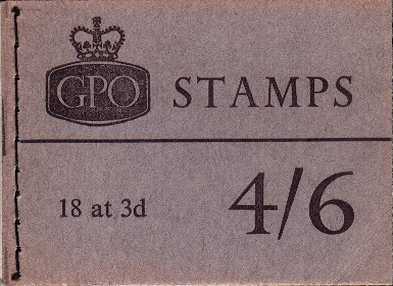 GPO STAMPS
18 at 3d 4/6